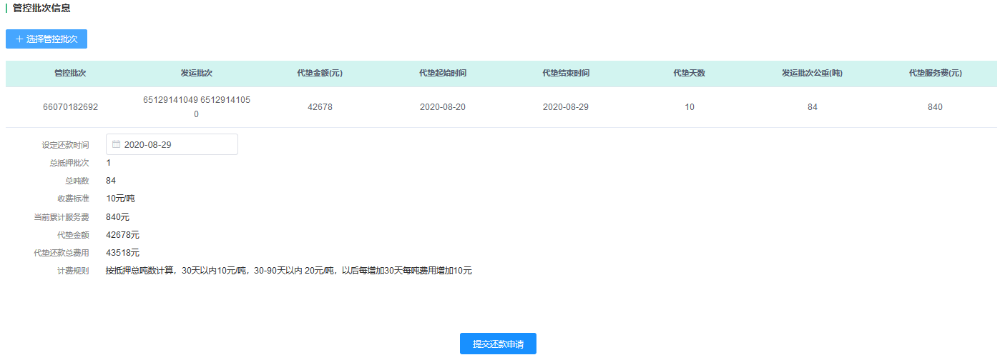 管控批次信息
+ 选择管控批次
管控批次 发运批次 代垫金额(元) 代垫起始时间 代垫结束时间 代垫天数 发运批次公重(吨) 代垫服务费(元)
66070182692 65129141049 6512914105 42678 2020-08-20 2020-08-29 10 84 840
0
设定还款时间 2020-08-29
总抵押批次 1
总吨数 84
收费标准 10元/吨
当前累计服务费 840元
代垫金额 42678元
代垫还款总费用 43518元
计费规则 按抵押总吨数计算，30天以内10元/吨，30-90天以内 20元/吨，以后每增加30天每吨费用增加10元
提交还款申请